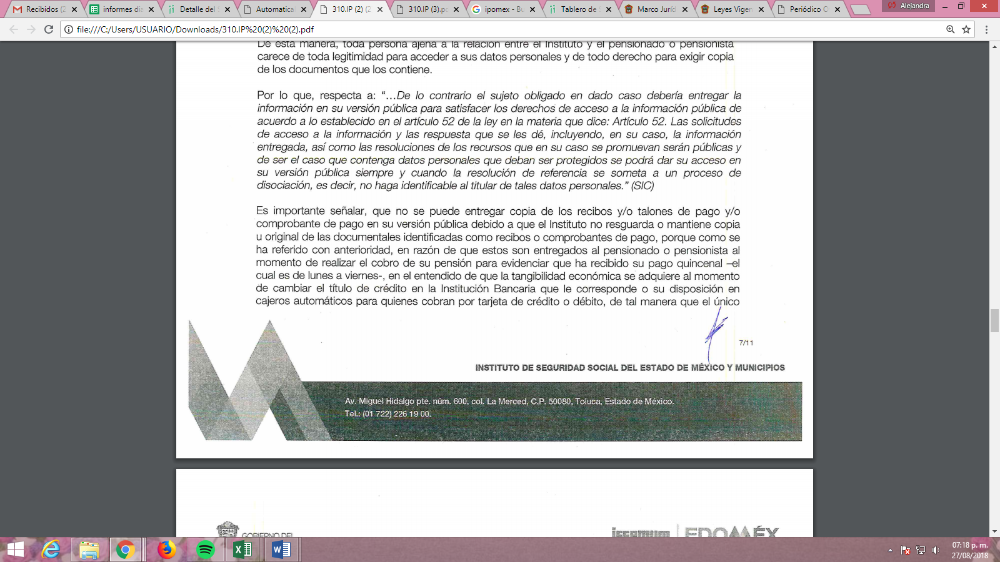 Recibidos (2
informes dia
Detalle del S
Automatical
310.IP (2) (2
310.IP (3).pd
ipomex - Bu
Tablero de
Marco Juríd
Leyes Vigen
Periódico O
Alejandra
file:///C:/Users/USUARIO/Downloads/310.IP%20(2)%20(2).pdf
De esta manera, toda persona ajena a la relación entre el Instituto y el pensionado o pensionista
carece de toda legitimidad para acceder a sus datos personales y de todo derecho para exigir copia
de los documentos que los contiene.
Por lo que, respecta a: “…De lo contrario el sujeto obligado en dado caso debería entregar la
información en su versión pública para satisfacer los derechos de acceso a la información pública de
acuerdo a lo establecido en el artículo 52 de la ley en la materia que dice: Artículo 52. Las solicitudes
de acceso a la información y las respuesta que se les dé, incluyendo, en su caso, la información
entregada, así como las resoluciones de los recursos que en su caso se promuevan serán públicas y
de ser el caso que contenga datos personales que deban ser protegidos se podrá dar su acceso en
su versión pública siempre y cuando la resolución de referencia se someta a un proceso de
disociación, es decir, no haga identificable al titular de tales datos personales.” (SIC)
Es importante señalar, que no se puede entregar copia de los recibos y/o talones de pago y/o
comprobante de pago en su versión pública debido a que el Instituto no resguarda o mantiene copia
u original de las documentales identificadas como recibos o comprobantes de pago, porque como se
ha referido con anterioridad, en razón de que estos son entregados al pensionado o pensionista al
momento de realizar el cobro de su pensión para evidenciar que ha recibido su pago quincenal –el
cual es de lunes a viernes-, en el entendido de que la tangibilidad económica se adquiere al momento
de cambiar el título de crédito en la Institución Bancaria que le corresponde o su disposición en
cajeros automáticos para quienes cobran por tarjeta de crédito o débito, de tal manera que el único
7/11
INSTITUTO DE SEGURIDAD SOCIAL DEL ESTADO DE MÉXICO Y MUNICIPIOS
Av. Miguel Hidalgo pte. núm. 600, col. La Merced, C.P. 50080, Toluca, Estado de México.
Tel.: (01 722) 226 19 00.
GOBIERNO DEL
issemym
EDOMÉX
07:18 p. m.
27/08/2018